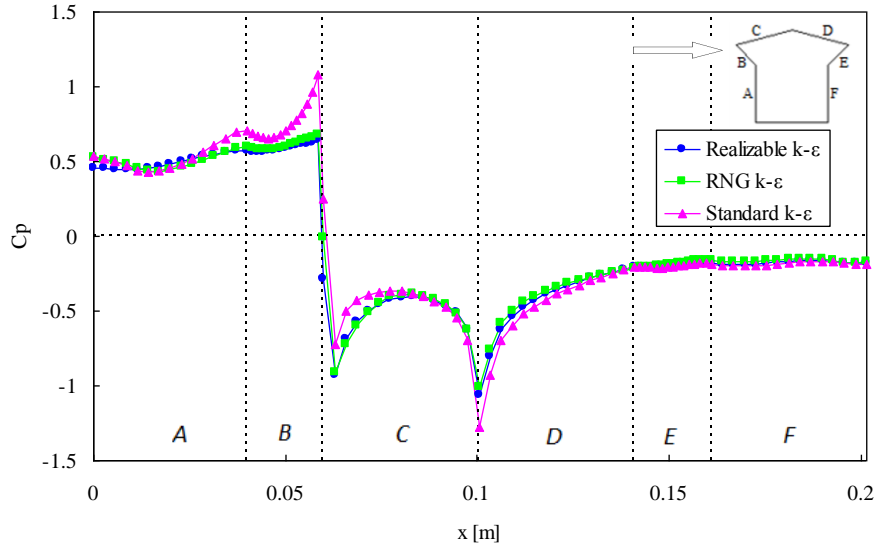 1.5
1
0.5
0
-0.5
-1
-1.5
Cp
C D
B E
A F
Realizable k-ε
RNG k-ε
Standard k-ε
A B C D E F
0 0.05 0.1 0.15 0.2
x [m]